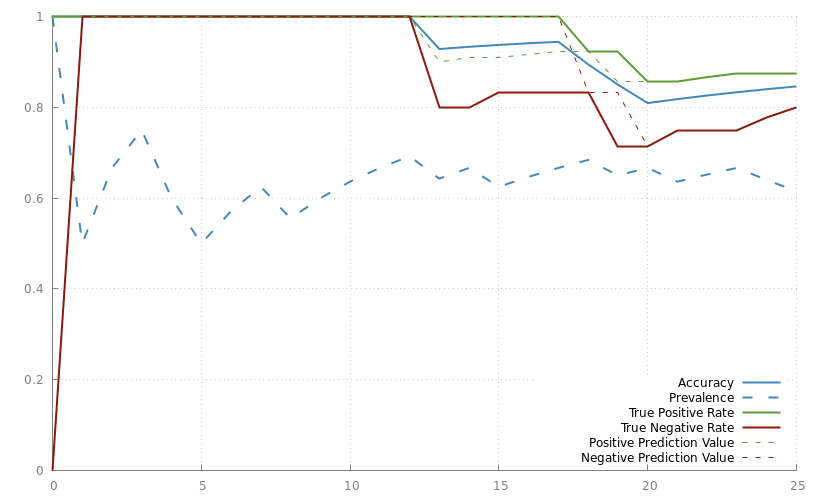 1
0.8
0.6
0.4
0.2
0
0 5 10 15 20 25
Accuracy
Prevalence
True Positive Rate
True Negative Rate
Positive Prediction Value
Negative Prediction Value